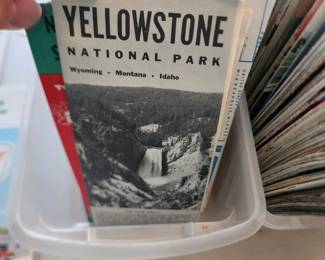 YELLOWSTONE
NATIONAL PARK
Wyoming • Montana • Idaho